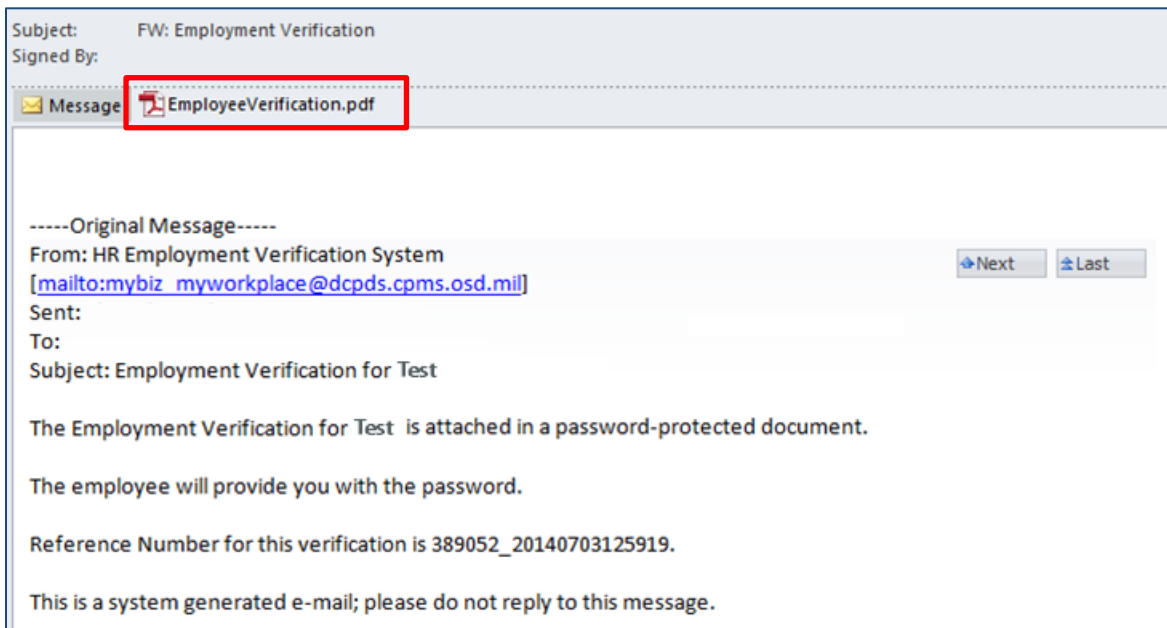 Subject: FW: Employment Verification
Signed By:
Message EmployeeVerification.pdf
-----Original Message-----
From: HR Employment Verification System
[mailto:mybiz_myworkplace@dcpds.cpms.osd.mil]
Next Last
Sent:
To:
Subject: Employment Verification for Test
The Employment Verification for Test is attached in a password-protected document.
The employee will provide you with the password.
Reference Number for this verification is 389052_20140703125919.
This is a system generated e-mail; please do not reply to this message.